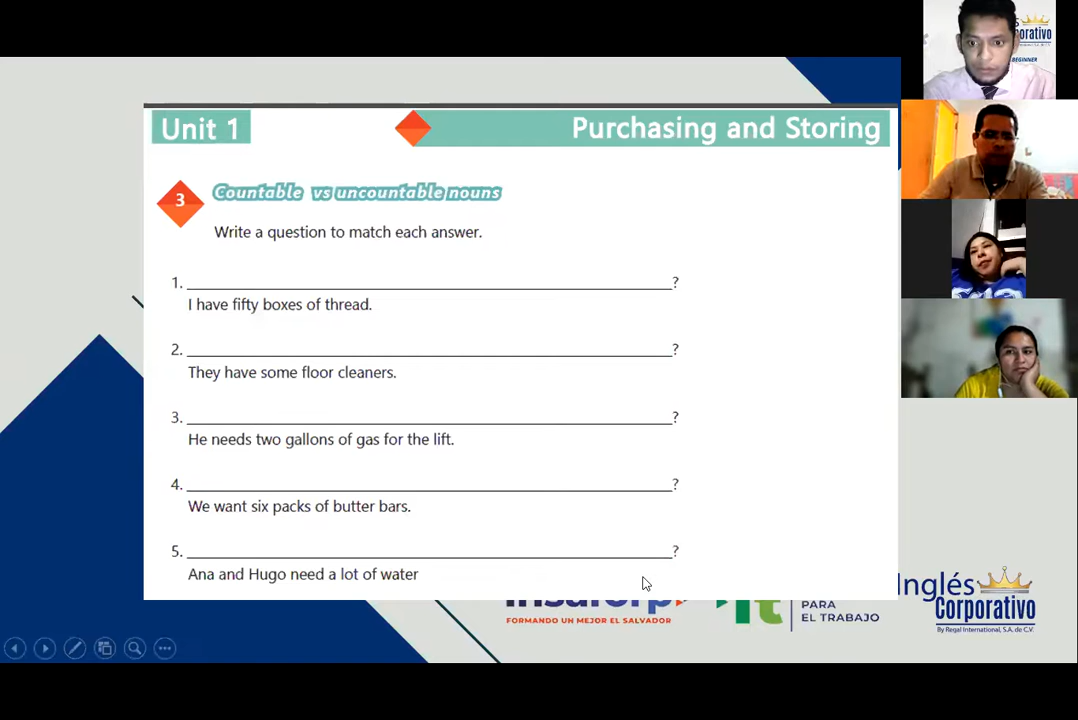 Unit 1
Purchasing and Storing
3
Countable vs uncountable nouns
Write a question to match each answer.
1. ?
I have fifty boxes of thread.
2. ?
They have some floor cleaners.
3. ?
He needs two gallons of gas for the lift.
4. ?
We want six packs of butter bars.
5. ?
Ana and Hugo need a lot of water
FORMANDO UN MEJOR EL SALVADOR
PARA
EL TRABAJO
Inglés
Corporativo
By Regal International, S.A. de C.V.
orativo
BEGINNER